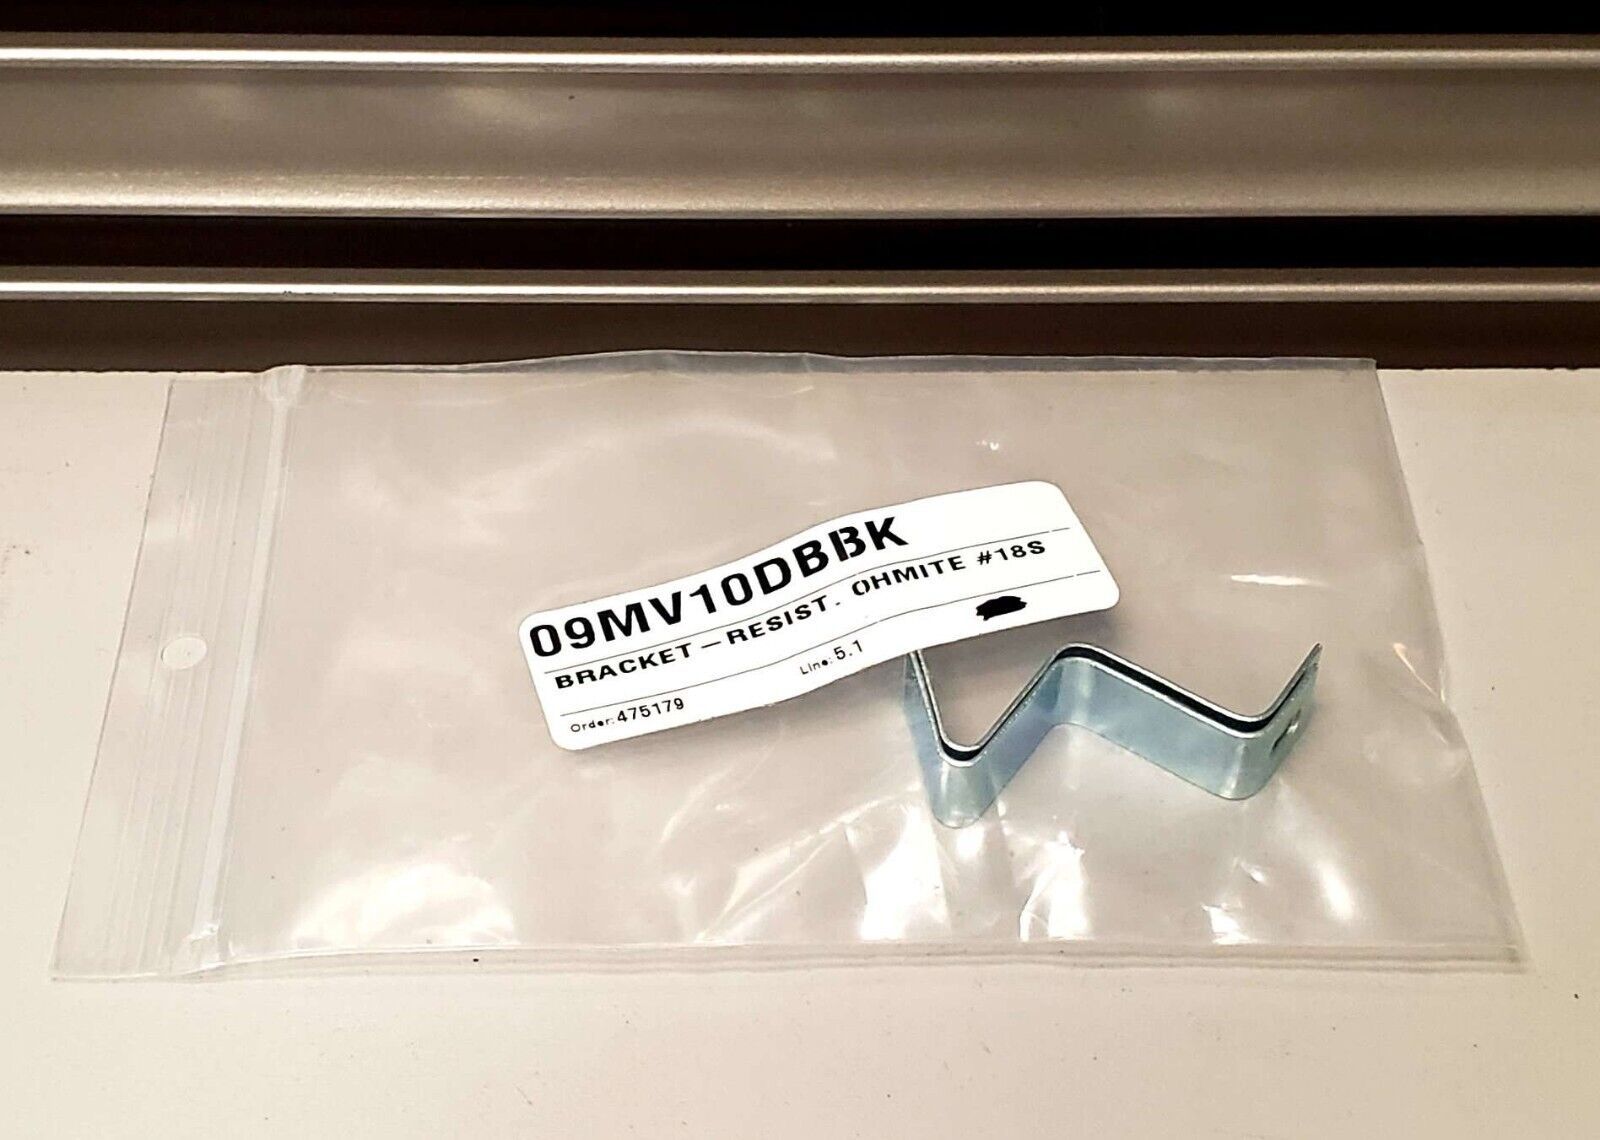 09MV10DBBK
BRACKET-RESIST. OHMITE #18S
Order: 475179 Line: 5.1